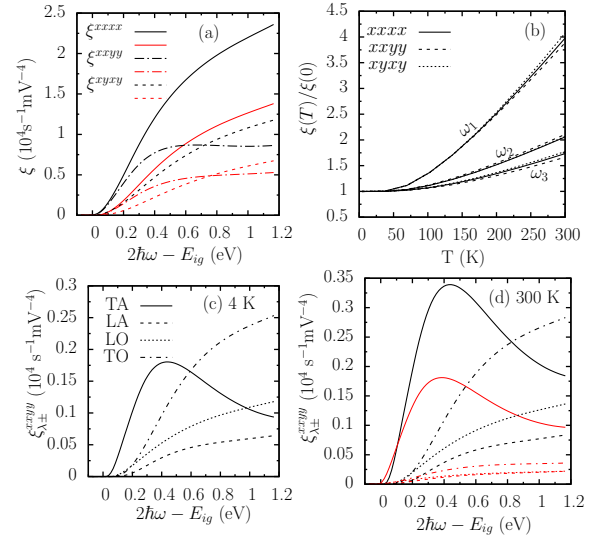 (a)
ξ^xxxx
ξ^xxyy
ξ^xyxy
ξ (10^4 s^−1 mV^−4)
2.5
2
1.5
1
0.5
0
0 0.2 0.4 0.6 0.8 1 1.2
2ħω − E_ig (eV)
(b)
xxxx
xxyy
xyxy
ξ(T)/ξ(0)
4.5
4
3.5
3
2.5
2
1.5
1
0.5
ω_1
ω_2
ω_3
0 50 100 150 200 250 300
T (K)
(c) 4 K
TA
LA
LO
TO
ξ^xxyy_λ± (10^4 s^−1 mV^−4)
0.3
0.25
0.2
0.15
0.1
0.05
0
0 0.2 0.4 0.6 0.8 1 1.2
2ħω − E_ig (eV)
(d) 300 K
ξ^xxyy_λ± (10^4 s^−1 mV^−4)
0.35
0.3
0.25
0.2
0.15
0.1
0.05
0
0 0.2 0.4 0.6 0.8 1 1.2
2ħω − E_ig (eV)